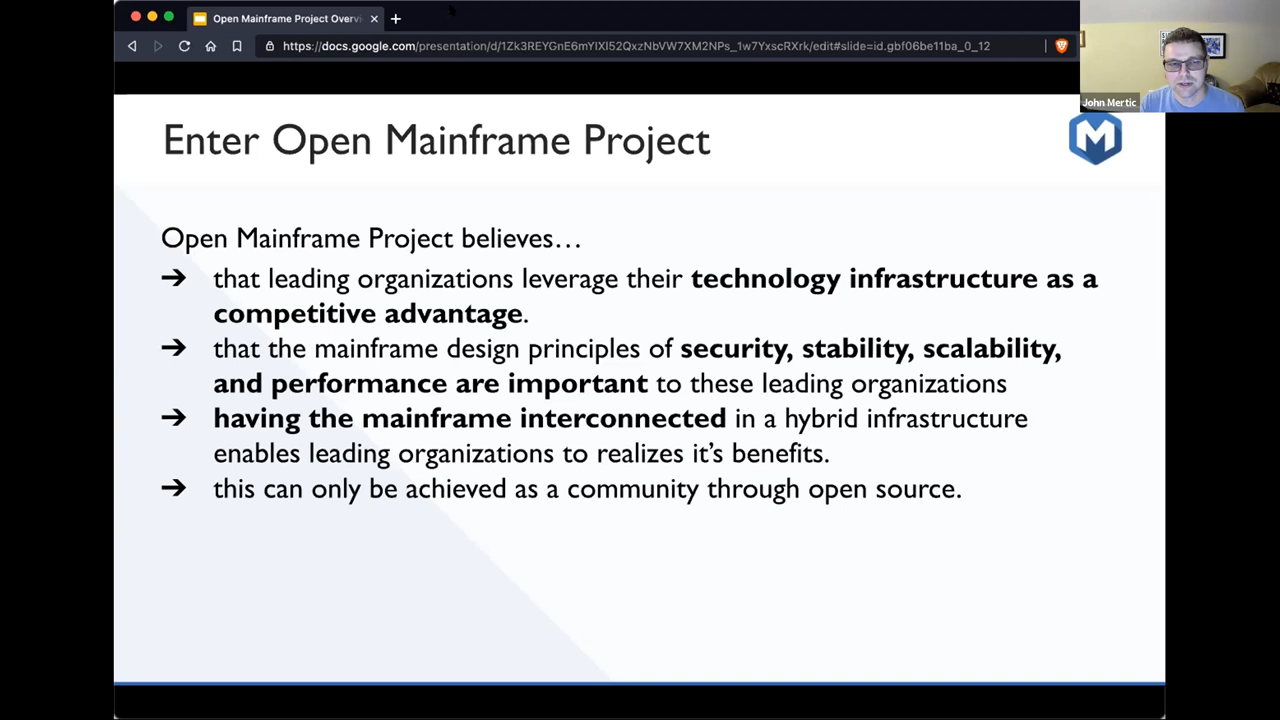 Open Mainframe Project Overvi
https://docs.google.com/presentation/d/1Zk3REYGnE6mYIXI52QxzNbVW7XM2NPs_1w7YxscRXrk/edit#slide=id.gbf06be11ba_0_12
John Mertic
Enter Open Mainframe Project
M
Open Mainframe Project believes…
➔ that leading organizations leverage their technology infrastructure as a
competitive advantage.
➔ that the mainframe design principles of security, stability, scalability,
and performance are important to these leading organizations
➔ having the mainframe interconnected in a hybrid infrastructure
enables leading organizations to realizes it's benefits.
➔ this can only be achieved as a community through open source.